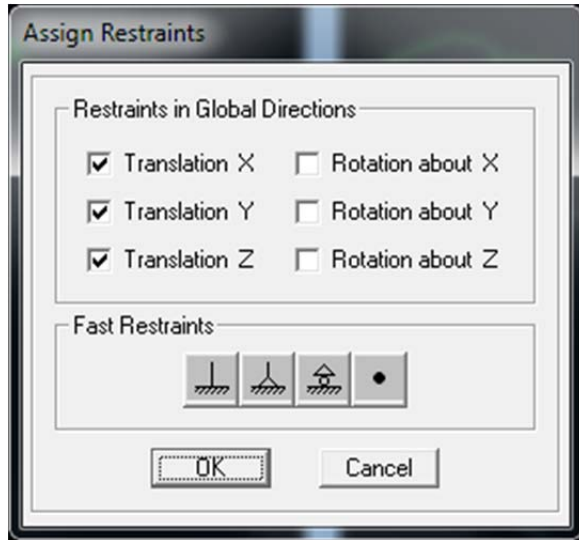 Assign Restraints
Restraints in Global Directions
Translation X Rotation about X
Translation Y Rotation about Y
Translation Z Rotation about Z
Fast Restraints
OK Cancel